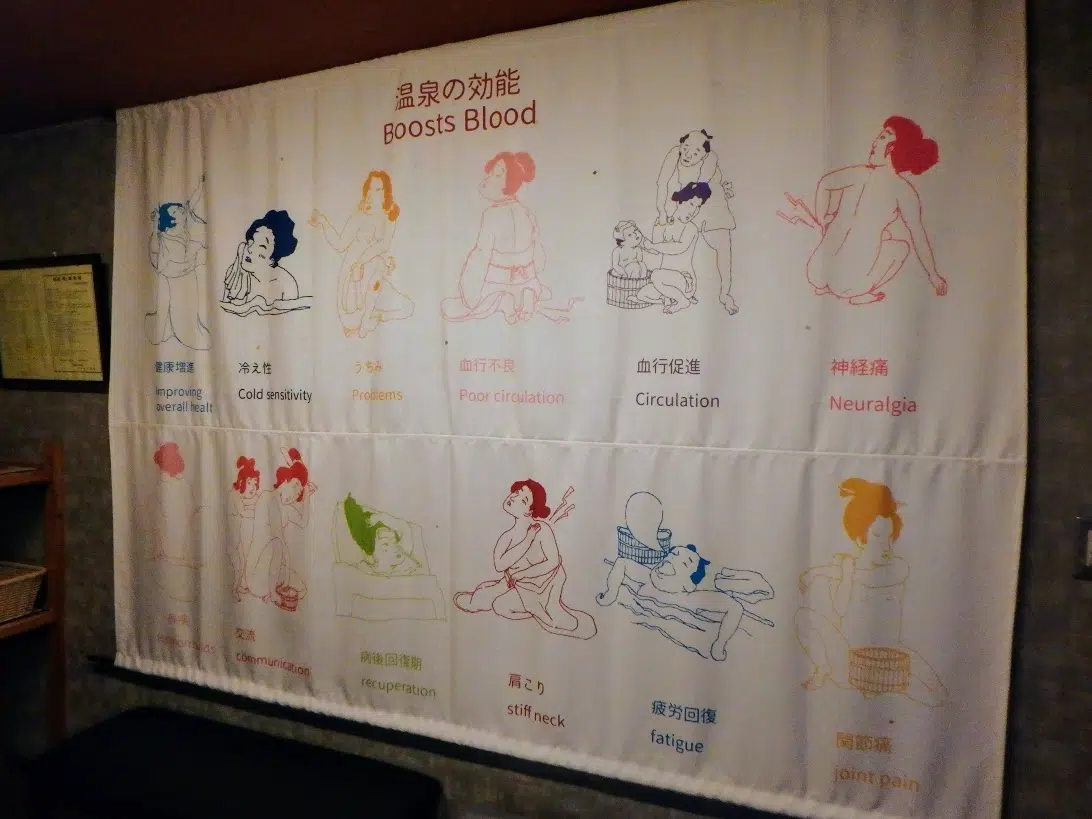 温泉の効能
Boosts Blood
健康増進
improving
overall healt
冷え性
Cold sensitivity
うちみ
Problems
血行不良
Poor circulation
血行促進
Circulation
神経痛
Neuralgia
交流
communication
病後回復期
recuperation
肩こり
stiff neck
疲労回復
fatigue
関節痛
joint pain